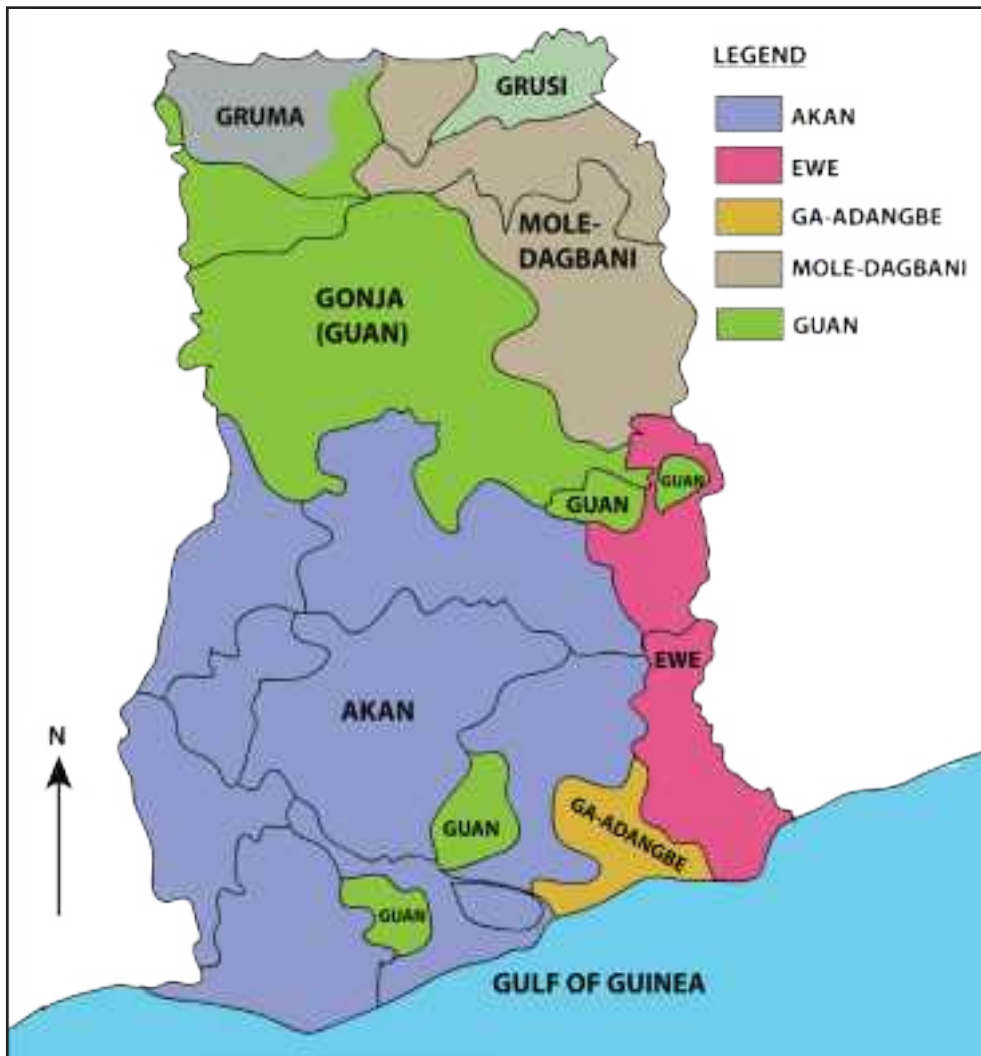 LEGEND
AKAN
EWE
GA-ADANGBE
MOLE-DAGBANI
GUAN
GRUMA
GRUSI
MOLE-
DAGBANI
GONJA
(GUAN)
GUAN
GUAN
EWE
AKAN
N
GUAN
GA-ADANGBE
GUAN
GULF OF GUINEA